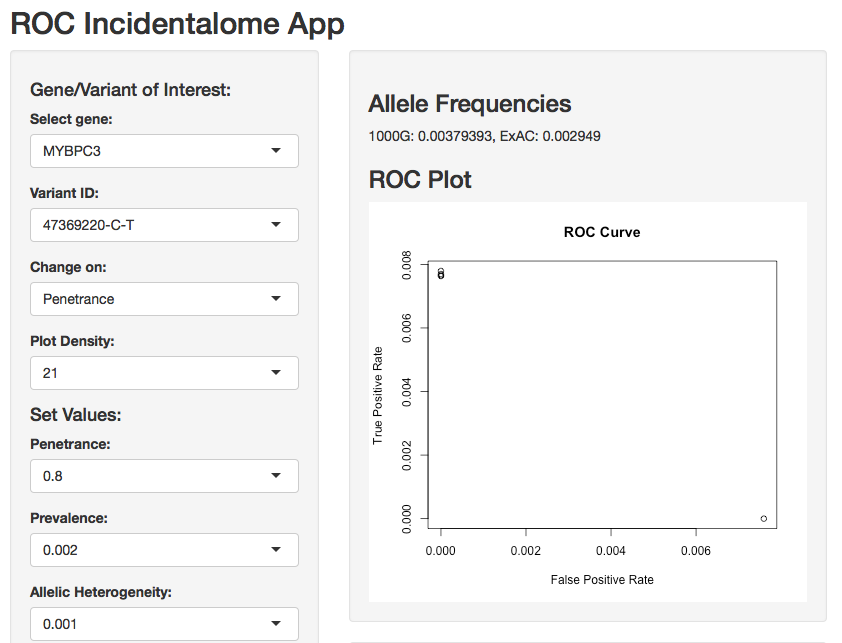 ROC Incidentalome App
Gene/Variant of Interest:
Select gene:
MYBPC3
Variant ID:
47369220-C-T
Change on:
Penetrance
Plot Density:
21
Set Values:
Penetrance:
0.8
Prevalence:
0.002
Allelic Heterogeneity:
0.001
Allele Frequencies
1000G: 0.00379393, ExAC: 0.002949
ROC Plot
ROC Curve
True Positive Rate
0.008
0.006
0.004
0.002
0.000
0.000 0.002 0.004 0.006
False Positive Rate